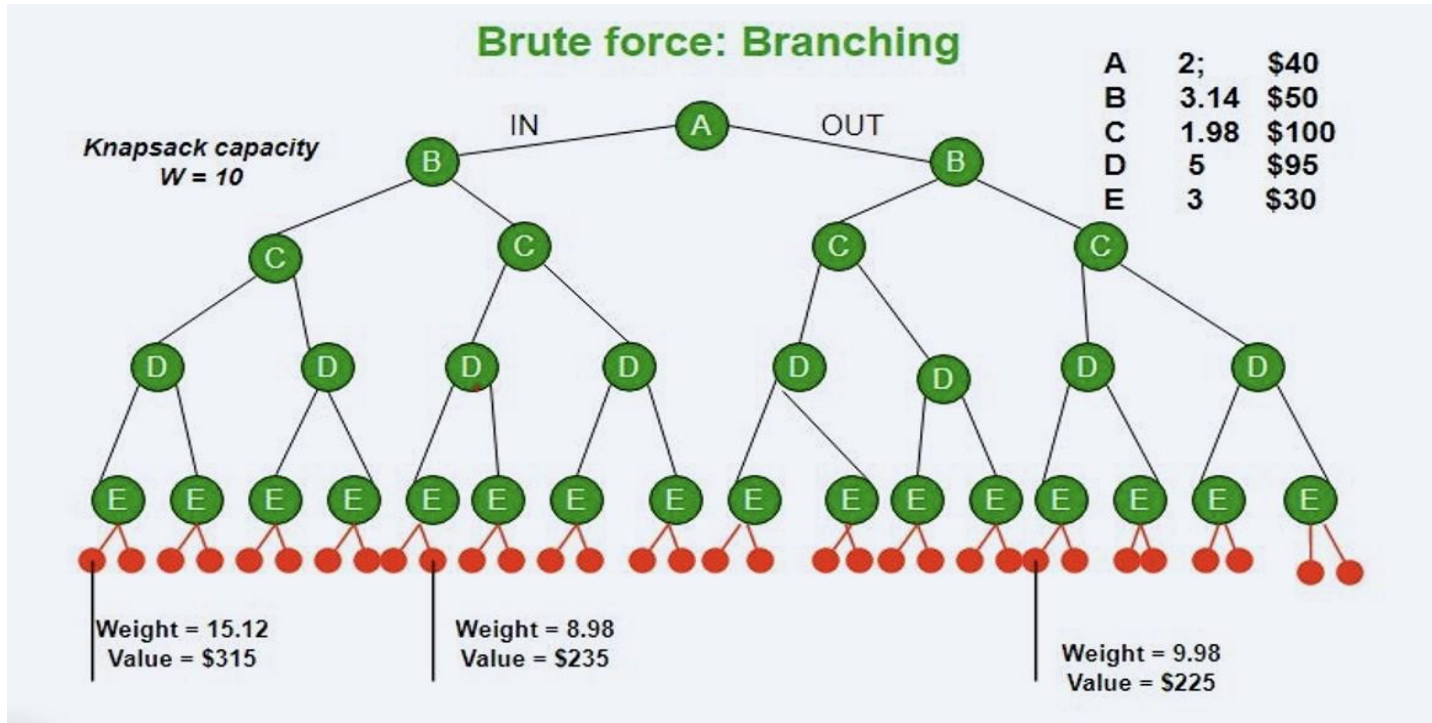 Brute force: Branching
A 2; $40
B 3.14 $50
C 1.98 $100
D 5 $95
E 3 $30
Knapsack capacity
W = 10
IN
OUT
A
B B
C C C C
D D D D D D D D
E E E E E E E E E E E E E E E E
Weight = 15.12
Value = $315
Weight = 8.98
Value = $235
Weight = 9.98
Value = $225